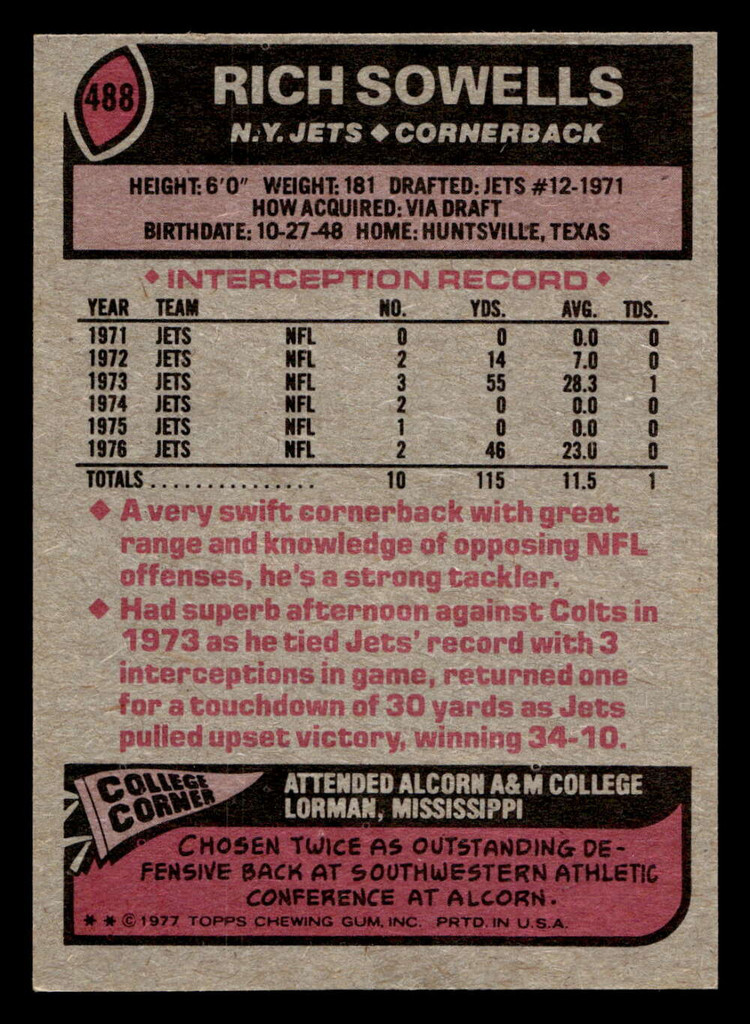 488
RICH SOWELLS
N.Y. JETS ◆ CORNERBACK
HEIGHT: 6'0" WEIGHT: 181 DRAFTED: JETS #12-1971
HOW ACQUIRED: VIA DRAFT
BIRTHDATE: 10-27-48 HOME: HUNTSVILLE, TEXAS
◆ INTERCEPTION RECORD ◆
YEAR TEAM NO. YDS. AVG. TDS.
1971 JETS NFL 0 0 0.0 0
1972 JETS NFL 2 14 7.0 0
1973 JETS NFL 3 55 28.3 1
1974 JETS NFL 2 0 0.0 0
1975 JETS NFL 1 0 0.0 0
1976 JETS NFL 2 46 23.0 0
TOTALS ............... 10 115 11.5 1
◆ A very swift cornerback with great
range and knowledge of opposing NFL
offenses, he's a strong tackler.
◆ Had superb afternoon against Colts in
1973 as he tied Jets' record with 3
interceptions in game, returned one
for a touchdown of 30 yards as Jets
pulled upset victory, winning 34-10.
COLLEGE
CORNER
ATTENDED ALCORN A&M COLLEGE
LORMAN, MISSISSIPPI
CHOSEN TWICE AS OUTSTANDING DE-
FENSIVE BACK AT SOUTHWESTERN ATHLETIC
CONFERENCE AT ALCORN.
* * © 1977 TOPPS CHEWING GUM, INC. PRTD. IN U.S.A.